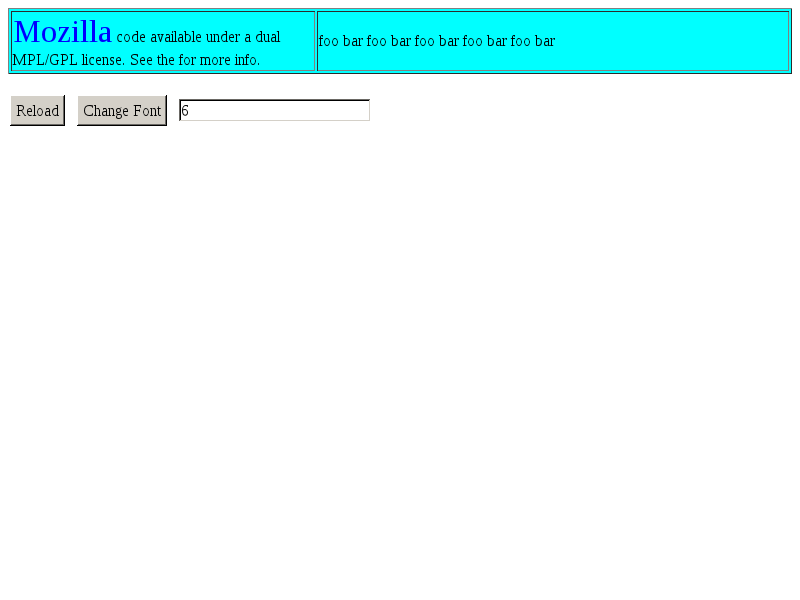 Mozilla code available under a dual
MPL/GPL license. See the for more info.
foo bar foo bar foo bar foo bar foo bar
Reload
Change Font
6